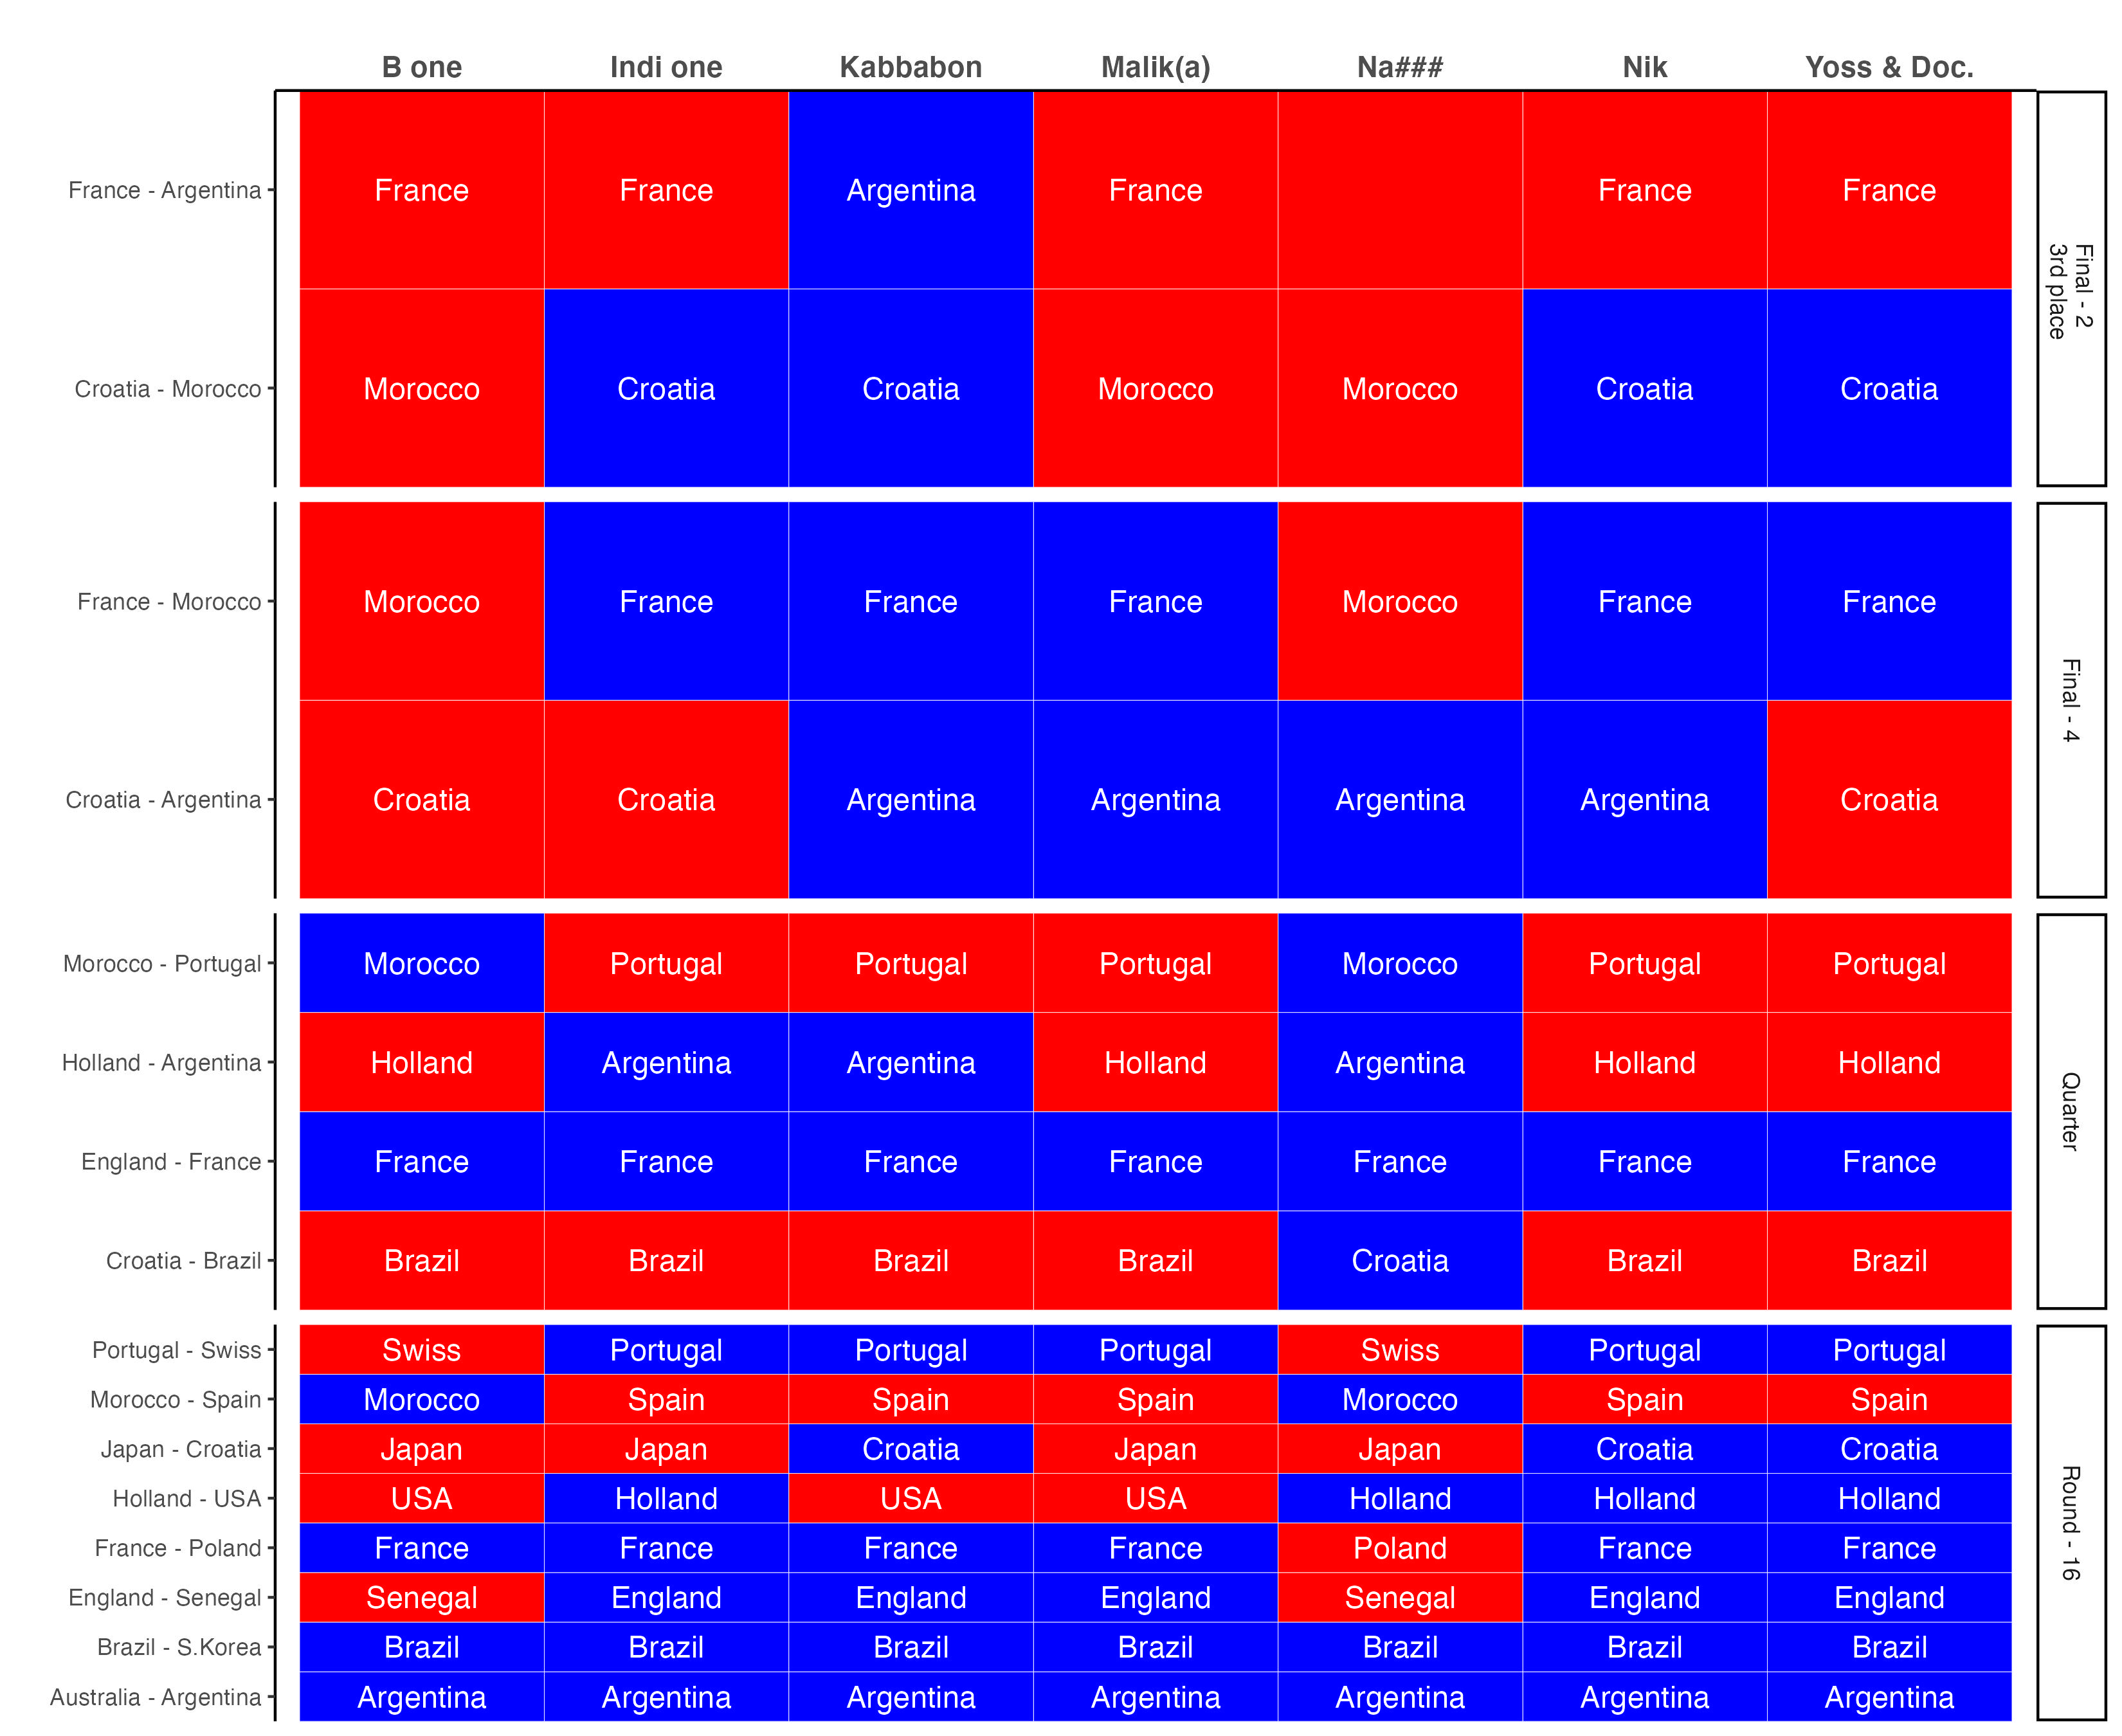 B one Indi one Kabbabon Malik(a) Na### Nik Yoss & Doc.
France - Argentina France France Argentina France France France
Croatia - Morocco Morocco Croatia Croatia Morocco Morocco Croatia Croatia
Final - 2
3rd place
France - Morocco Morocco France France France Morocco France France
Croatia - Argentina Croatia Croatia Argentina Argentina Argentina Argentina Croatia
Final - 4
Morocco - Portugal Morocco Portugal Portugal Portugal Morocco Portugal Portugal
Holland - Argentina Holland Argentina Argentina Holland Argentina Holland Holland
England - France France France France France France France France
Croatia - Brazil Brazil Brazil Brazil Brazil Croatia Brazil Brazil
Quarter
Portugal - Swiss Swiss Portugal Portugal Portugal Swiss Portugal Portugal
Morocco - Spain Morocco Spain Spain Spain Morocco Spain Spain
Japan - Croatia Japan Japan Croatia Japan Japan Croatia Croatia
Holland - USA USA Holland USA USA Holland Holland Holland
France - Poland France France France France Poland France France
England - Senegal Senegal England England England Senegal England England
Brazil - S.Korea Brazil Brazil Brazil Brazil Brazil Brazil Brazil
Australia - Argentina Argentina Argentina Argentina Argentina Argentina Argentina Argentina
Round - 16